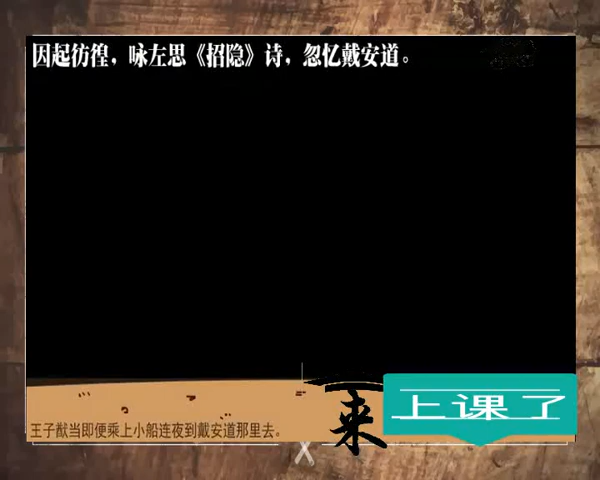 因起彷徨，咏左思《招隐》诗，忽忆戴安道。
来
上课了
王子猷当即便乘上小船连夜到戴安道那里去。